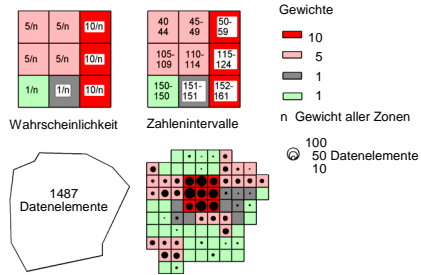 5/n 5/n 10/n
5/n 5/n 10/n
1/n 1/n 10/n
Wahrscheinlichkeit
40
44
45-
49
50-
59
105-
109
110-
114
115-
124
150-
150
151-
151
152-
161
Zahlenintervalle
Gewichte
10
5
1
1
n Gewicht aller Zonen
100
50 Datenelemente
10
1487
Datenelemente